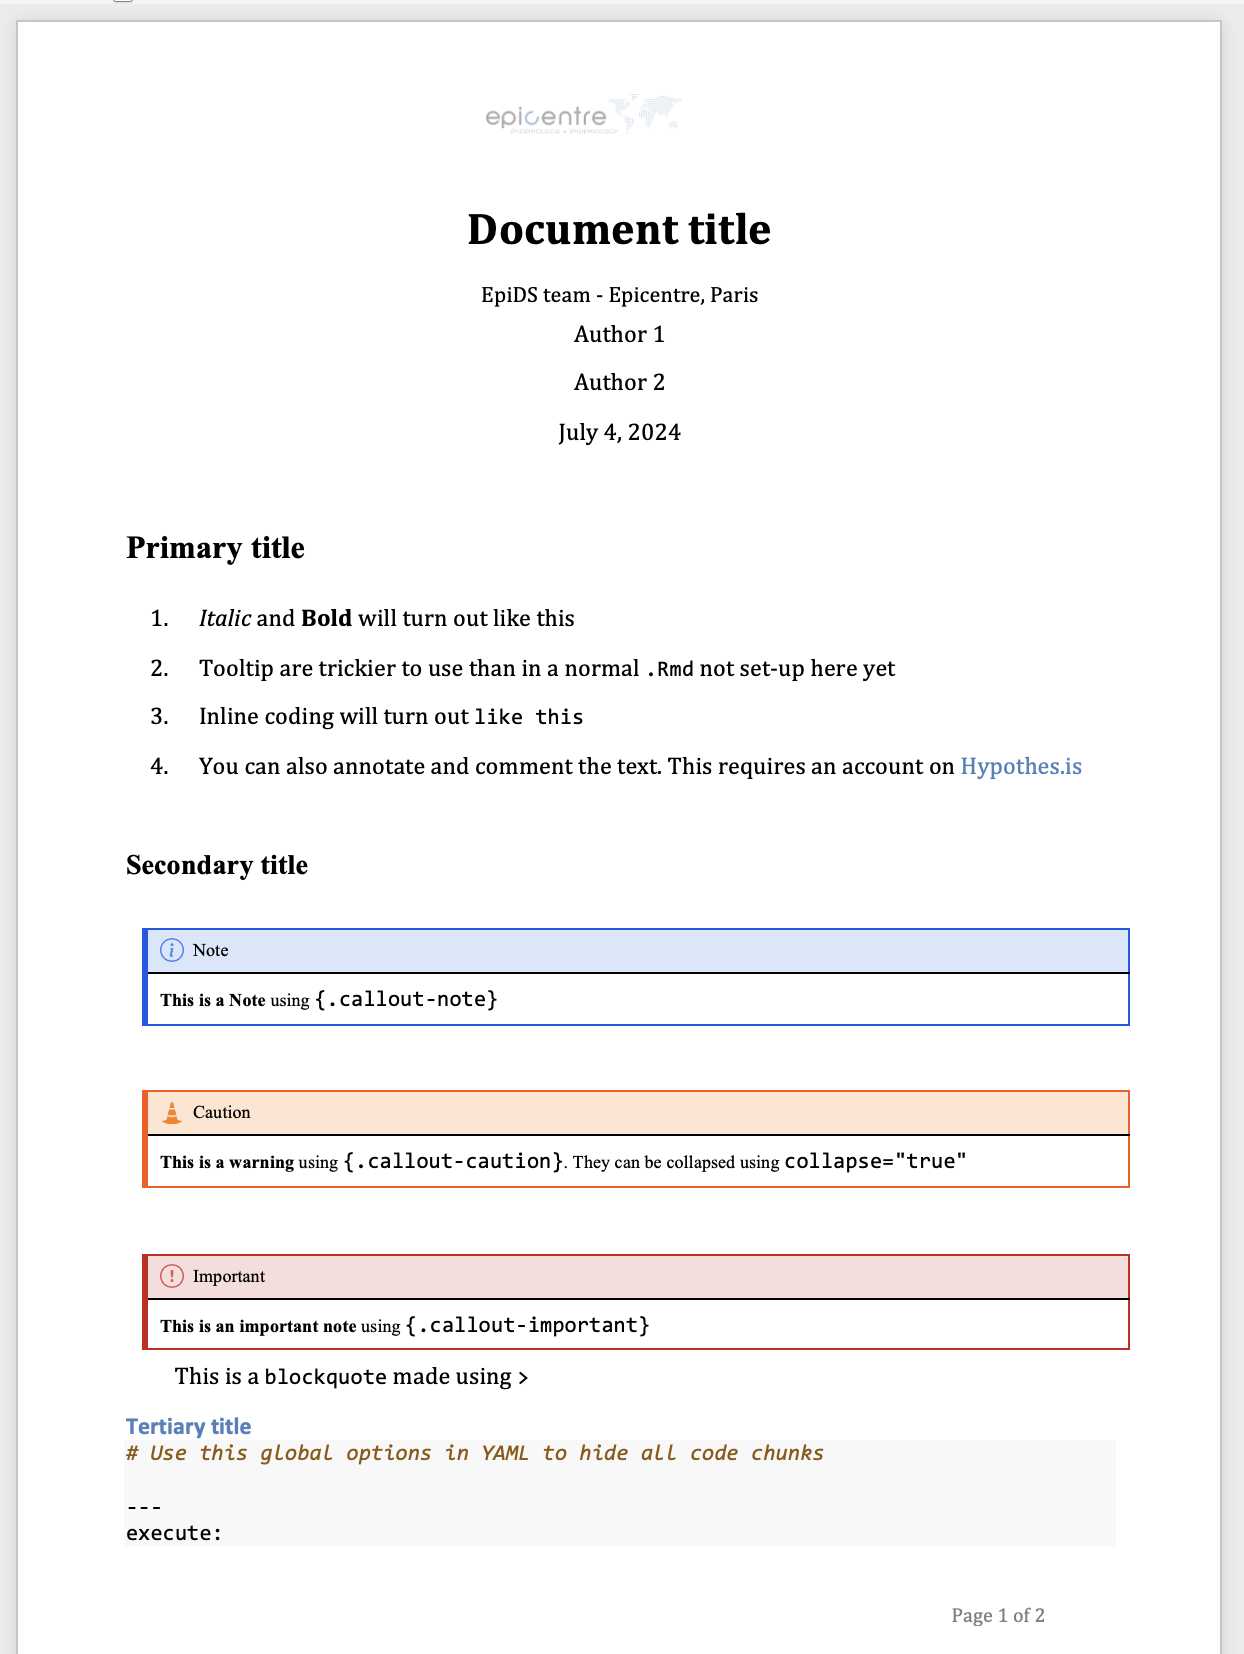 epicentre
EPIDEMIOLOGIE • EPIDEMIOLOGY
Document title
EpiDS team - Epicentre, Paris
Author 1
Author 2
July 4, 2024
Primary title
1. Italic and Bold will turn out like this
2. Tooltip are trickier to use than in a normal .Rmd not set-up here yet
3. Inline coding will turn out like this
4. You can also annotate and comment the text. This requires an account on Hypothes.is
Secondary title
Note
This is a Note using {.callout-note}
Caution
This is a warning using {.callout-caution}. They can be collapsed using collapse="true"
Important
This is an important note using {.callout-important}
This is a blockquote made using >
Tertiary title
# Use this global options in YAML to hide all code chunks
---
execute:
Page 1 of 2